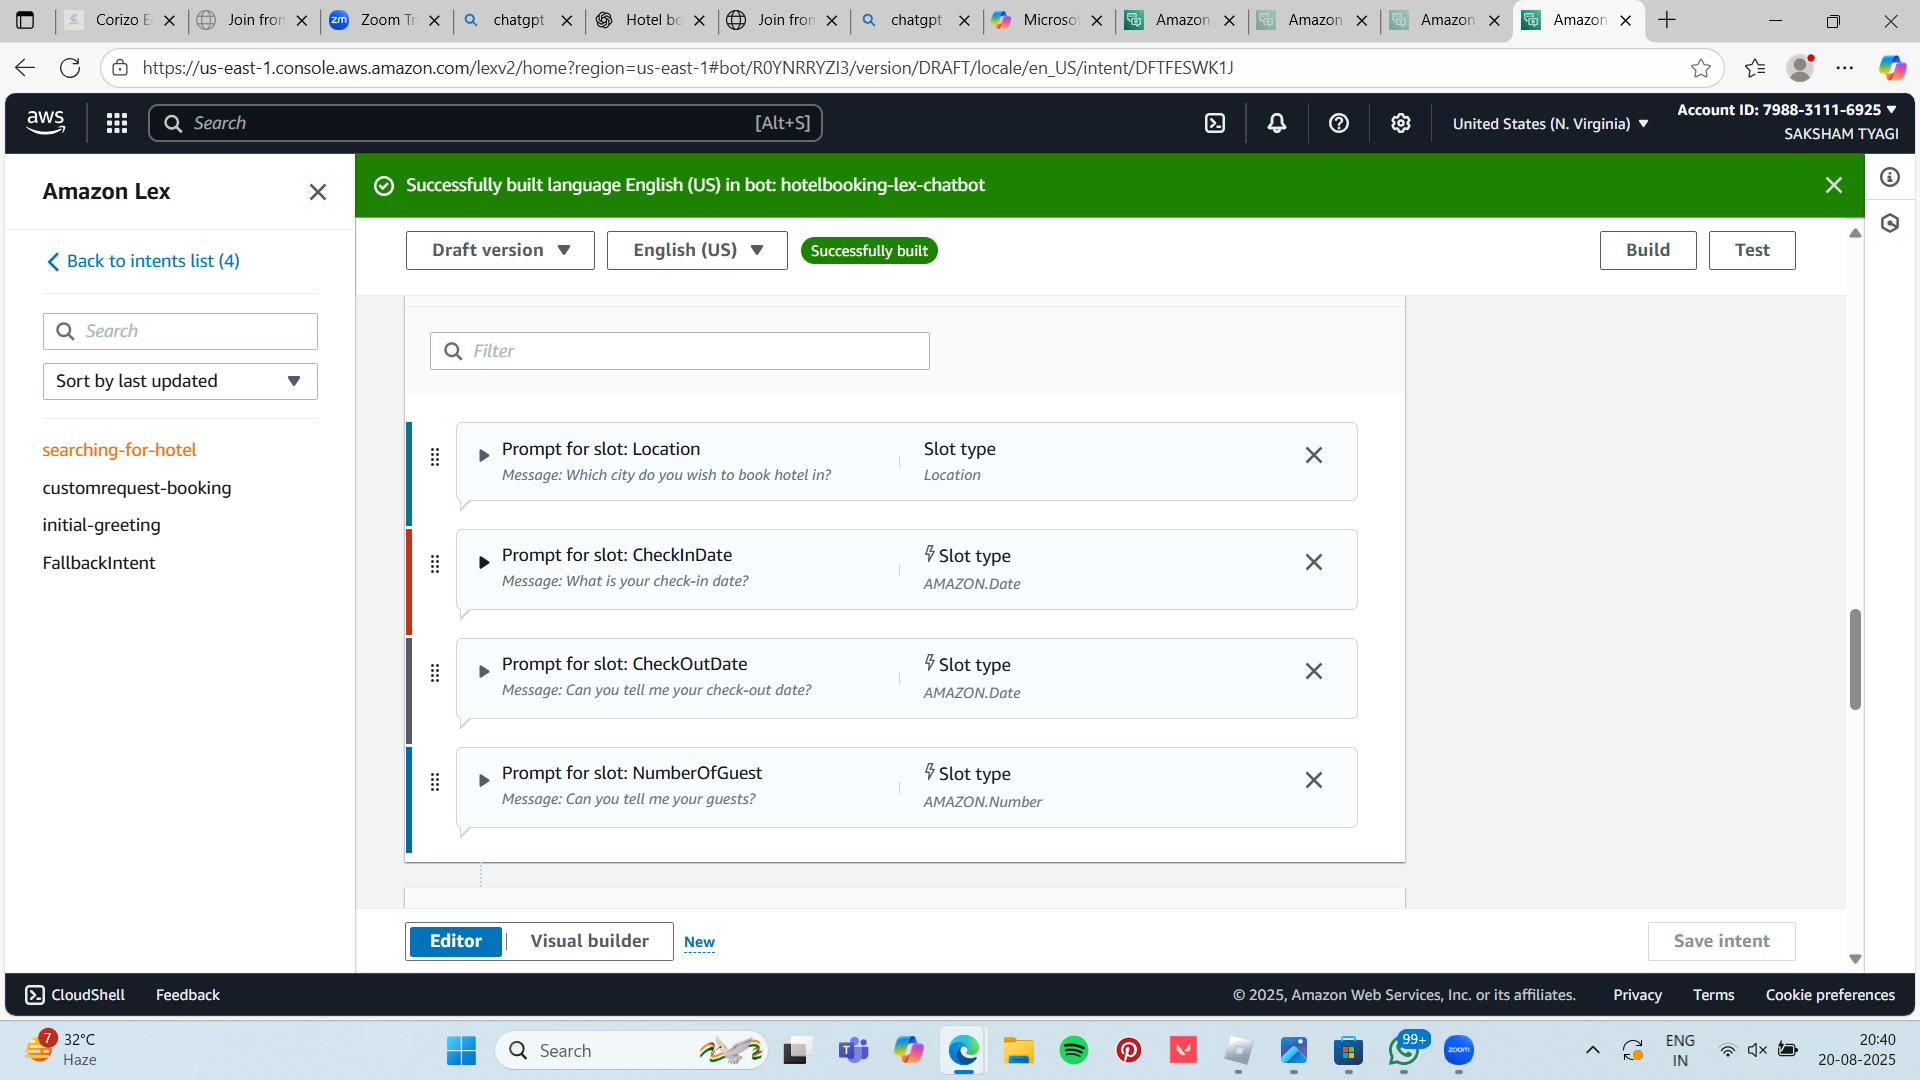 Corizo E
Join fron
Zoom Tr
chatgpt
Hotel bo
Join fron
chatgpt
Microsof
Amazon
Amazon
Amazon
Amazon
https://us-east-1.console.aws.amazon.com/lexv2/home?region=us-east-1#bot/R0YNRRYZI3/version/DRAFT/locale/en_US/intent/DFTFESWK1J
aws
Search
[Alt+S]
United States (N. Virginia)
Account ID: 7988-3111-6925
SAKSHAM TYAGI
Amazon Lex
Successfully built language English (US) in bot: hotelbooking-lex-chatbot
Back to intents list (4)
Draft version
English (US)
Successfully built
Build
Test
Search
Sort by last updated
searching-for-hotel
customrequest-booking
initial-greeting
FallbackIntent
Filter
Prompt for slot: Location
Message: Which city do you wish to book hotel in?
Slot type
Location
Prompt for slot: CheckInDate
Message: What is your check-in date?
Slot type
AMAZON.Date
Prompt for slot: CheckOutDate
Message: Can you tell me your check-out date?
Slot type
AMAZON.Date
Prompt for slot: NumberOfGuest
Message: Can you tell me your guests?
Slot type
AMAZON.Number
Editor
Visual builder
New
Save intent
CloudShell
Feedback
© 2025, Amazon Web Services, Inc. or its affiliates.
Privacy
Terms
Cookie preferences
7
32°C
Haze
Search
99+
zoom
ENG
IN
20:40
20-08-2025